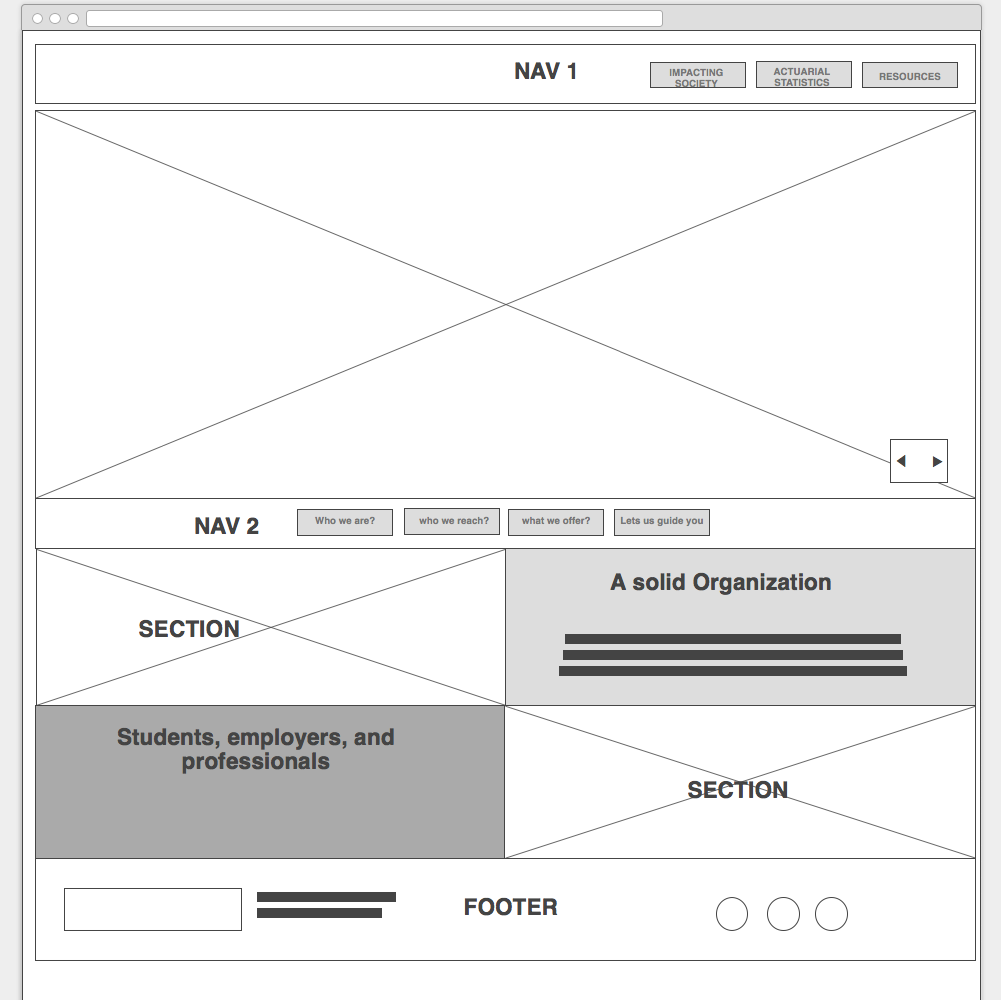 NAV 1
IMPACTING
SOCIETY
ACTUARIAL
STATISTICS
RESOURCES
NAV 2
Who we are?
who we reach?
what we offer?
Lets us guide you
SECTION
A solid Organization
Students, employers, and
professionals
SECTION
FOOTER